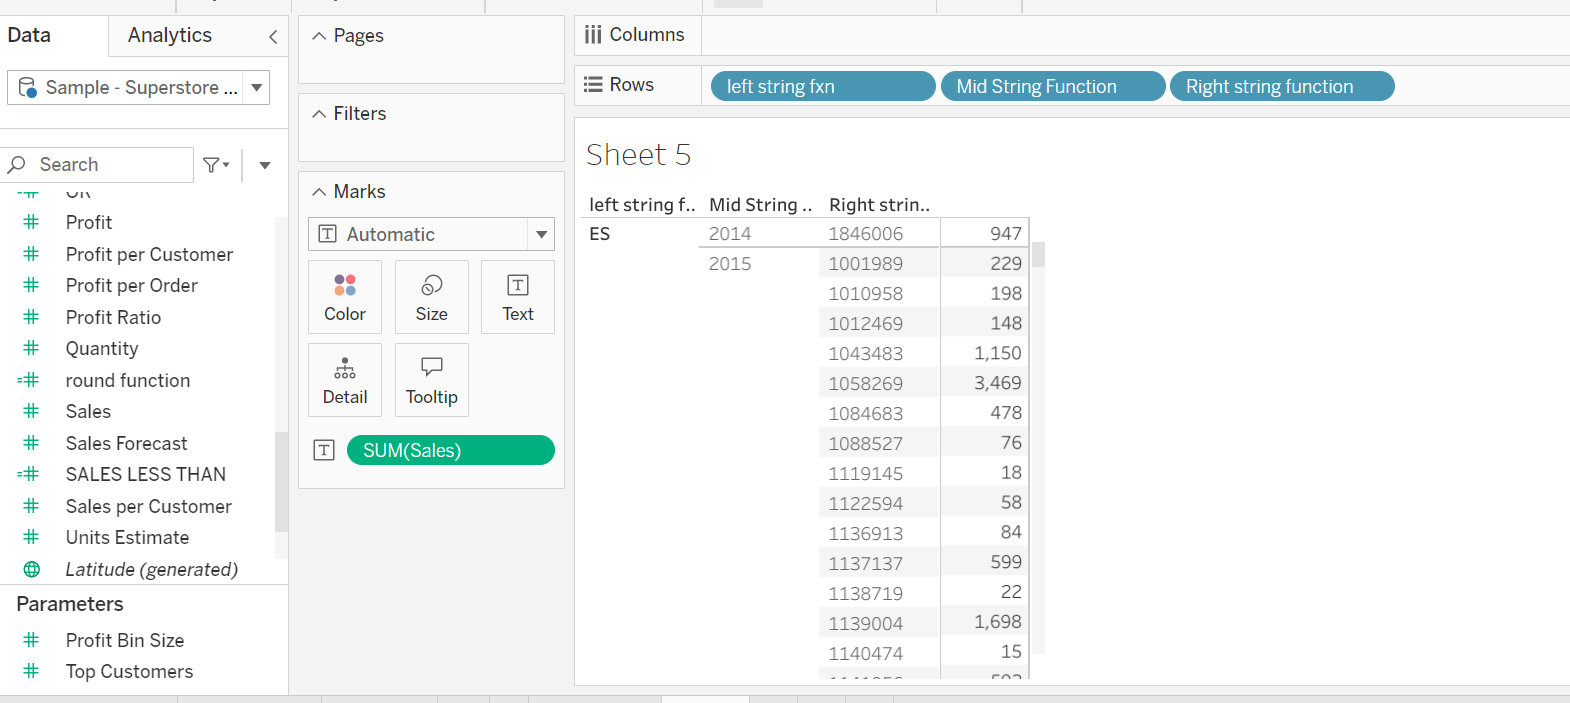 Data
Analytics
Sample - Superstore ...
Search
Profit
Profit per Customer
Profit per Order
Profit Ratio
Quantity
round function
Sales
Sales Forecast
SALES LESS THAN
Sales per Customer
Units Estimate
Latitude (generated)
Parameters
Profit Bin Size
Top Customers
Pages
Filters
Marks
Automatic
Color Size Text
Detail Tooltip
SUM(Sales)
Columns
Rows left string fxn Mid String Function Right string function
Sheet 5
left string f.. Mid String .. Right strin..
ES 2014 1846006 947
2015 1001989 229
1010958 198
1012469 148
1043483 1,150
1058269 3,469
1084683 478
1088527 76
1119145 18
1122594 58
1136913 84
1137137 599
1138719 22
1139004 1,698
1140474 15